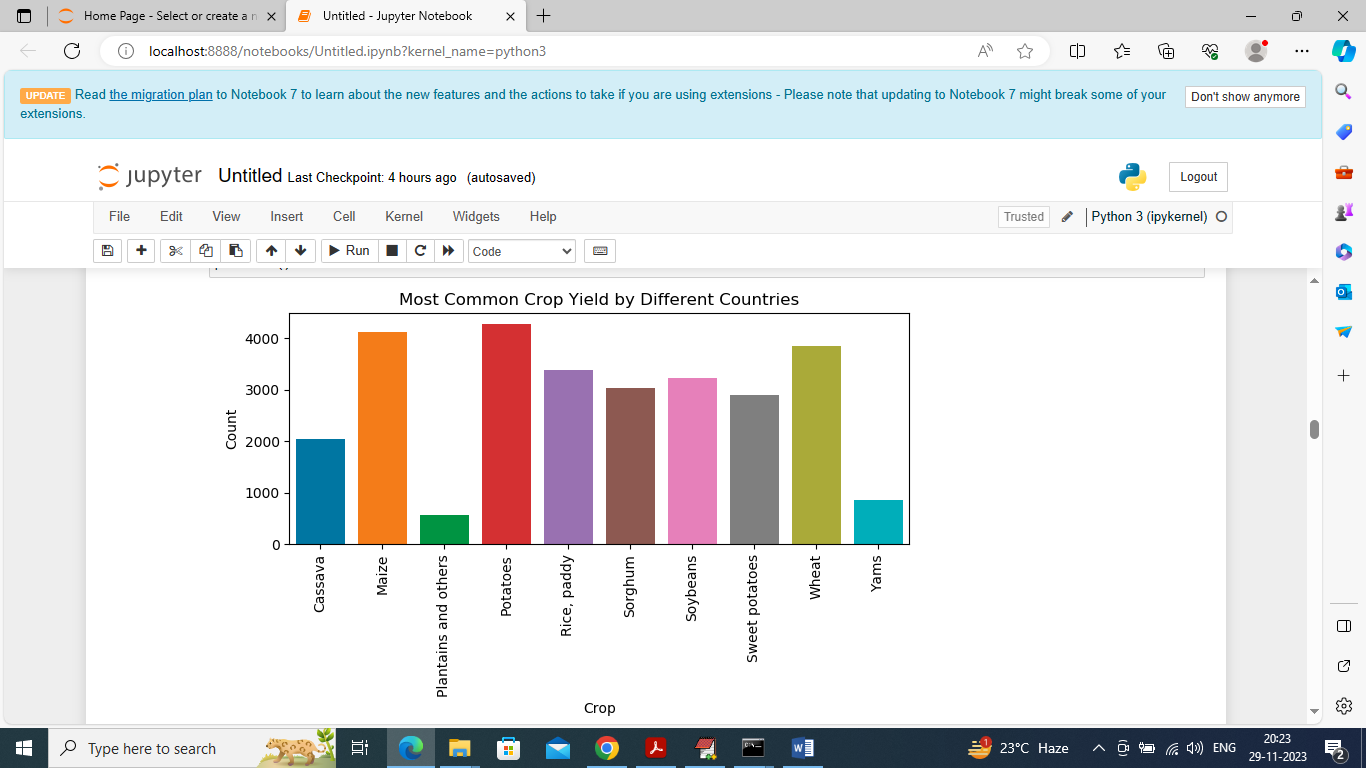 Home Page - Select or create a n
Untitled - Jupyter Notebook
localhost:8888/notebooks/Untitled.ipynb?kernel_name=python3
UPDATE Read the migration plan to Notebook 7 to learn about the new features and the actions to take if you are using extensions - Please note that updating to Notebook 7 might break some of your
extensions.
Don't show anymore
jupyter Untitled Last Checkpoint: 4 hours ago (autosaved)
Logout
File Edit View Insert Cell Kernel Widgets Help
Trusted Python 3 (ipykernel)
Run Code
Most Common Crop Yield by Different Countries
4000
3000
2000
1000
0
Count
Cassava
Maize
Plantains and others
Potatoes
Rice, paddy
Sorghum
Soybeans
Sweet potatoes
Wheat
Yams
Crop
Type here to search
23°C Haze
ENG
20:23
29-11-2023
1
2